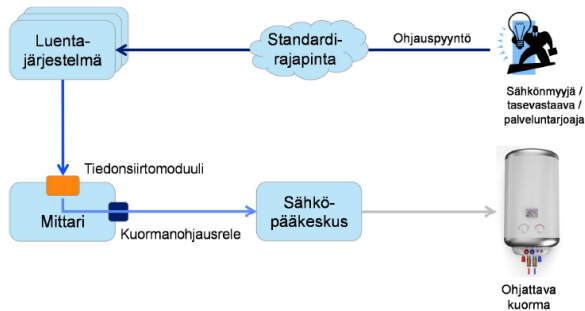 Luenta-
järjestelmä
Standardi-
rajapinta
Ohjauspyyntö
Sähkönmyyjä /
tasevastaava /
palveluntarjoaja
Tiedonsiirtomoduuli
Mittari
Kuormanohjausrele
Sähkö-
pääkeskus
Ohjattava
kuorma